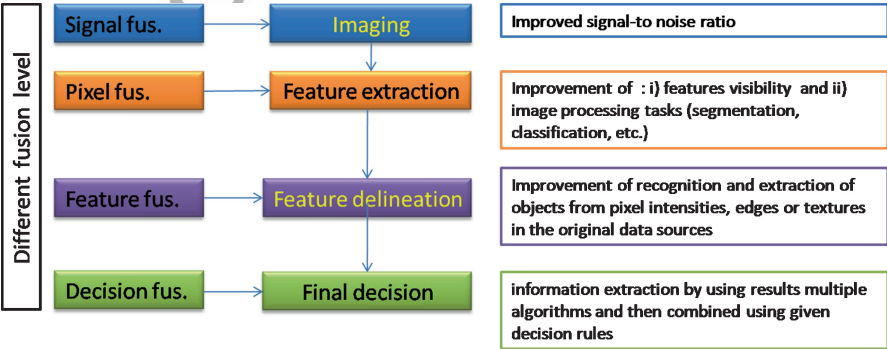 Different fusion level
Signal fus.
Imaging
Improved signal-to noise ratio
Pixel fus.
Feature extraction
Improvement of : i) features visibility and ii)
image processing tasks (segmentation,
classification, etc.)
Feature fus.
Feature delineation
Improvement of recognition and extraction of
objects from pixel intensities, edges or textures
in the original data sources
Decision fus.
Final decision
information extraction by using results multiple
algorithms and then combined using given
decision rules